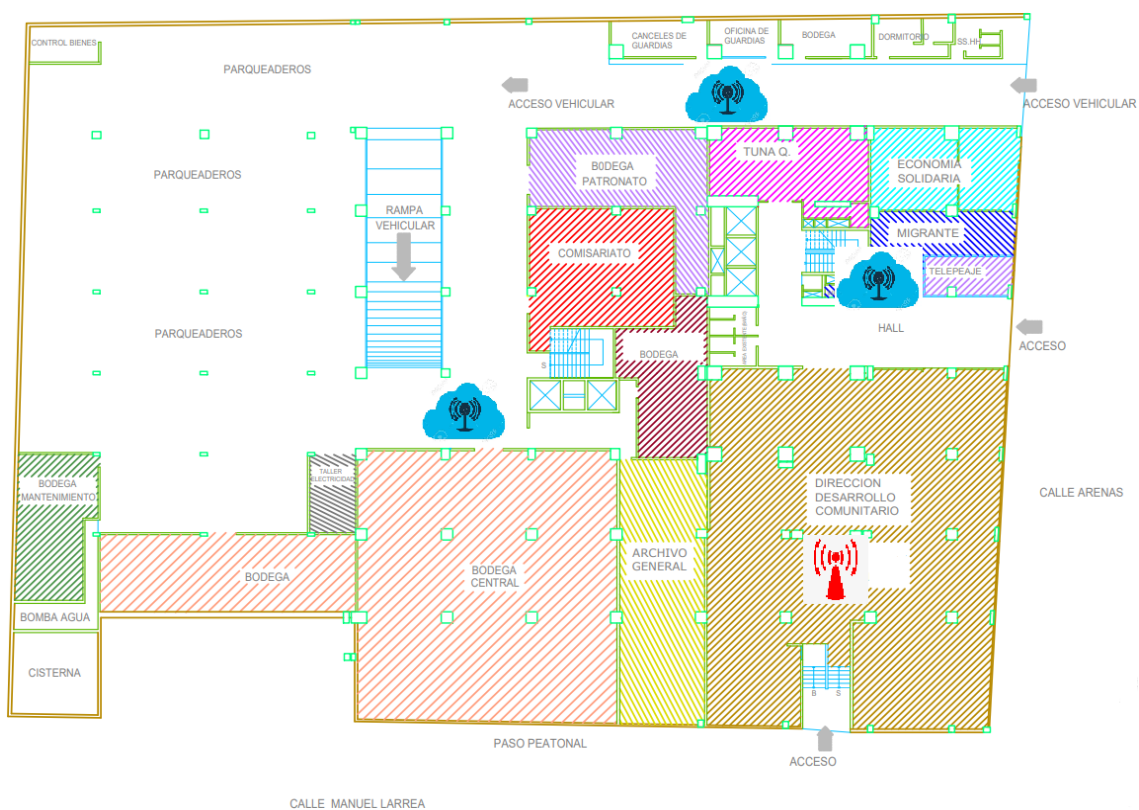 CONTROL BIENES
CANCELES DE
GUARDIAS
OFICINA DE
GUARDIAS
BODEGA
DORMITORIO
SS.HH
PARQUEADEROS
ACCESO VEHICULAR
ACCESO VEHICULAR
TUNA Q.
BODEGA
PATRONATO
ECONOMIA
SOLIDARIA
PARQUEADEROS
RAMPA
VEHICULAR
MIGRANTE
COMISARIATO
TELEPEAJE
HALL
PARQUEADEROS
ACCESO
BODEGA
S
BODEGA
MANTENIMIENTO
TALLER
ELECTRICIDAD
DIRECCION
DESARROLLO
COMUNITARIO
CALLE ARENAS
ARCHIVO
GENERAL
BODEGA
BODEGA
CENTRAL
BOMBA AGUA
CISTERNA
B
S
PASO PEATONAL
ACCESO
CALLE MANUEL LARREA